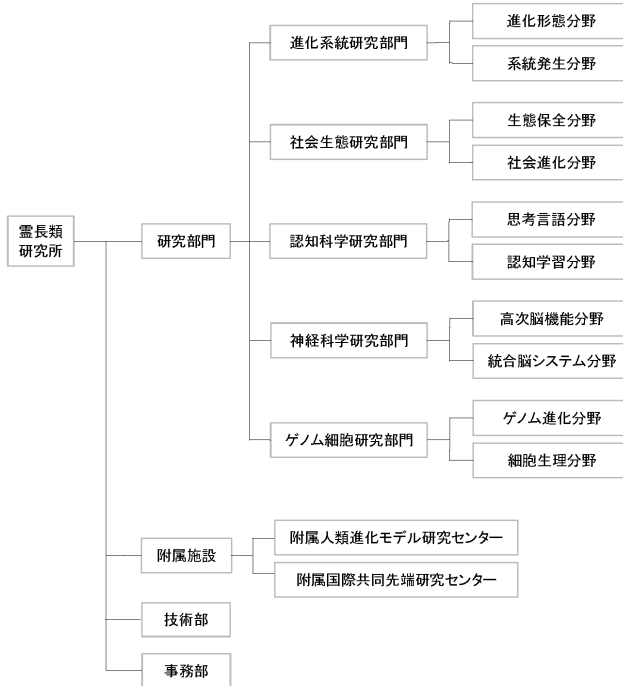 霊長類
研究所
研究部門
進化系統研究部門
進化形態分野
系統発生分野
社会生態研究部門
生態保全分野
社会進化分野
認知科学研究部門
思考言語分野
認知学習分野
神経科学研究部門
高次脳機能分野
統合脳システム分野
ゲノム細胞研究部門
ゲノム進化分野
細胞生理分野
附属施設
附属人類進化モデル研究センター
附属国際共同先端研究センター
技術部
事務部